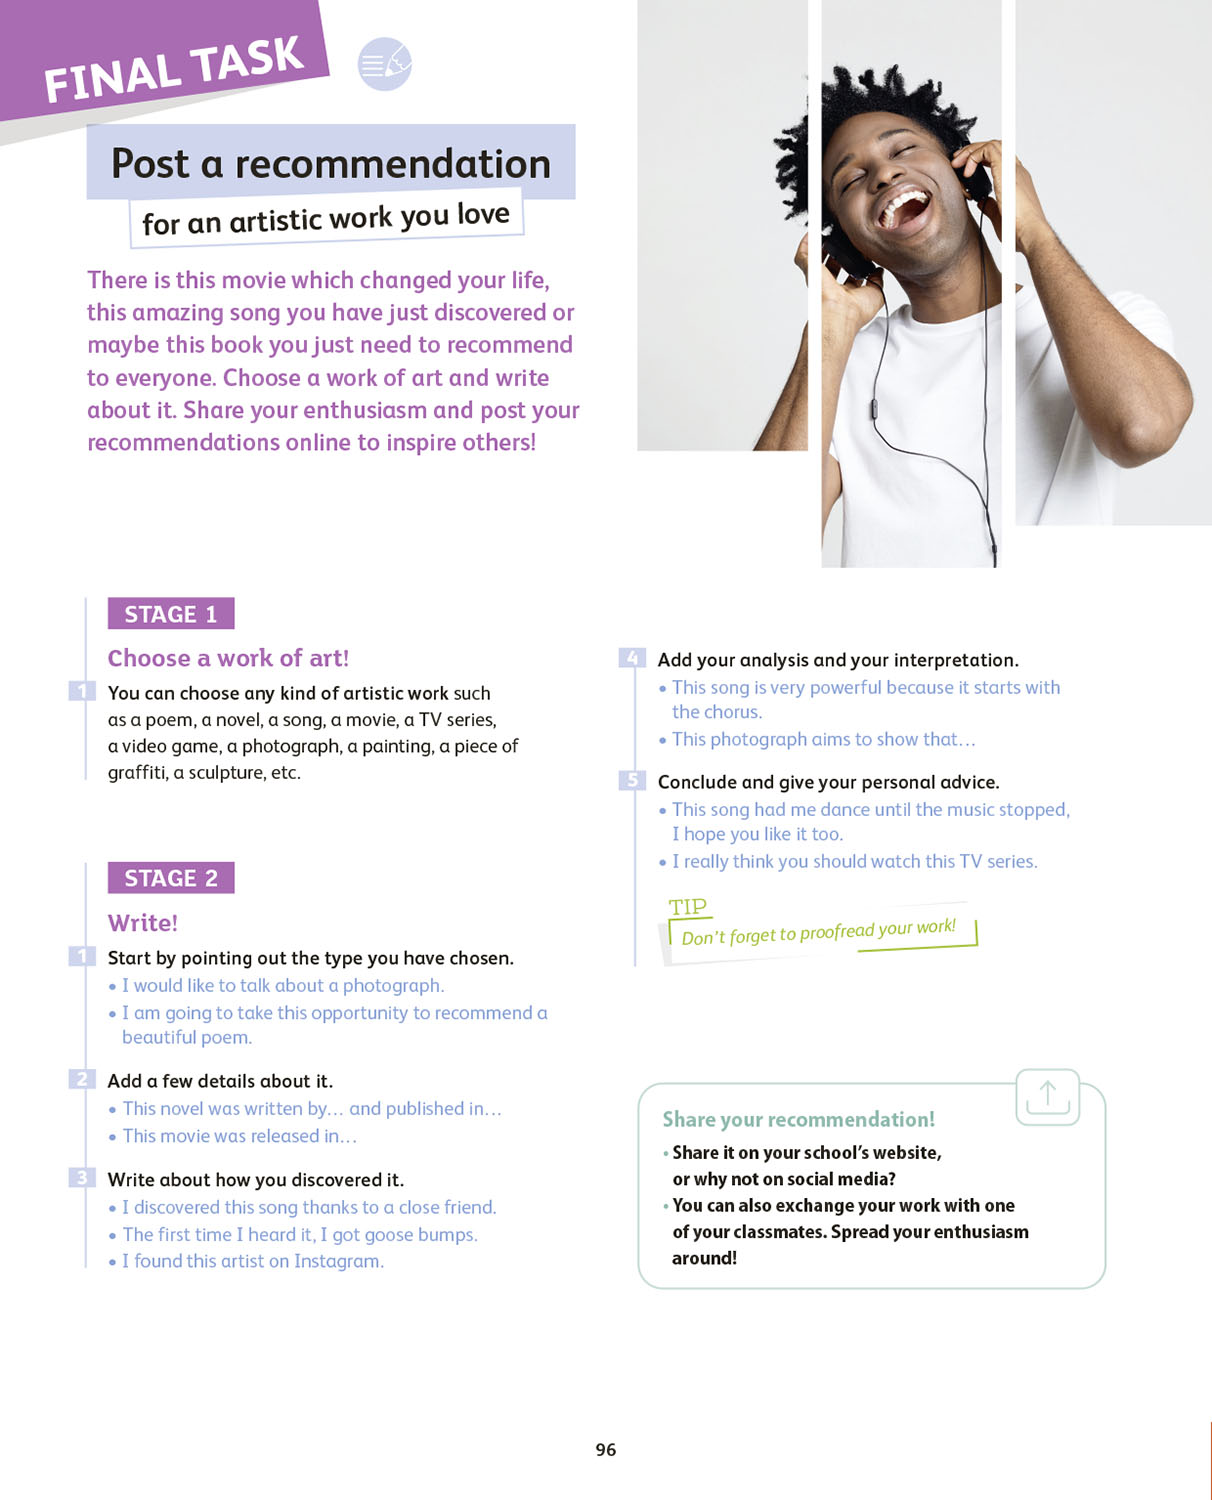 FINAL TASK
Post a recommendation
for an artistic work you love
There is this movie which changed your life,
this amazing song you have just discovered or
maybe this book you just need to recommend
to everyone. Choose a work of art and write
about it. Share your enthusiasm and post your
recommendations online to inspire others!
STAGE 1
Choose a work of art!
1 You can choose any kind of artistic work such
as a poem, a novel, a song, a movie, a TV series,
a video game, a photograph, a painting, a piece of
graffiti, a sculpture, etc.
STAGE 2
Write!
1 Start by pointing out the type you have chosen.
• I would like to talk about a photograph.
• I am going to take this opportunity to recommend a
beautiful poem.
2 Add a few details about it.
• This novel was written by... and published in...
• This movie was released in...
3 Write about how you discovered it.
• I discovered this song thanks to a close friend.
• The first time I heard it, I got goose bumps.
• I found this artist on Instagram.
4 Add your analysis and your interpretation.
• This song is very powerful because it starts with
the chorus.
• This photograph aims to show that...
5 Conclude and give your personal advice.
• This song had me dance until the music stopped,
I hope you like it too.
• I really think you should watch this TV series.
TIP
Don't forget to proofread your work!
Share your recommendation!
• Share it on your school's website,
or why not on social media?
• You can also exchange your work with one
of your classmates. Spread your enthusiasm
around!
96